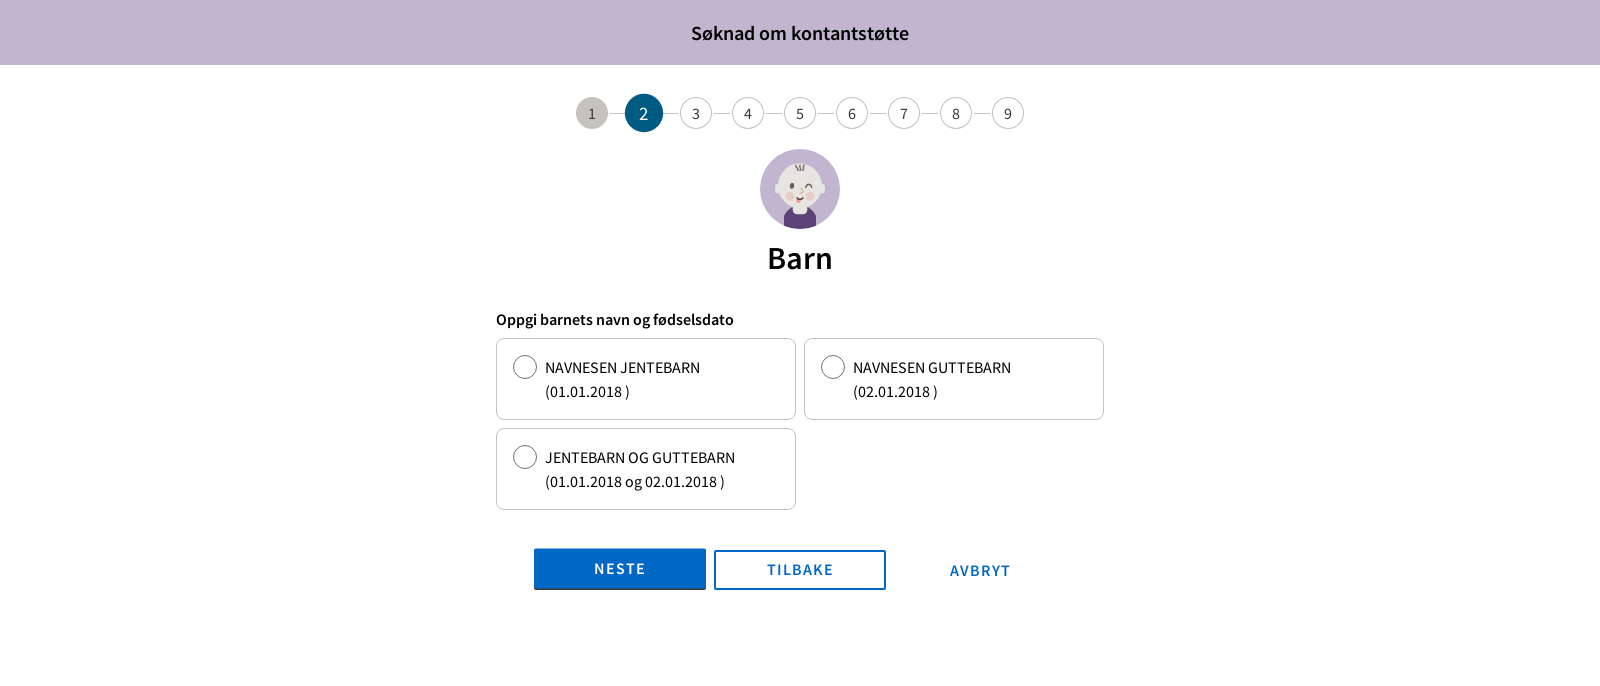 Søknad om kontantstøtte
1 2 3 4 5 6 7 8 9
Barn
Oppgi barnets navn og fødselsdato
NAVNESEN JENTEBARN
(01.01.2018 )
NAVNESEN GUTTEBARN
(02.01.2018 )
JENTEBARN OG GUTTEBARN
(01.01.2018 og 02.01.2018 )
NESTE TILBAKE AVBRYT